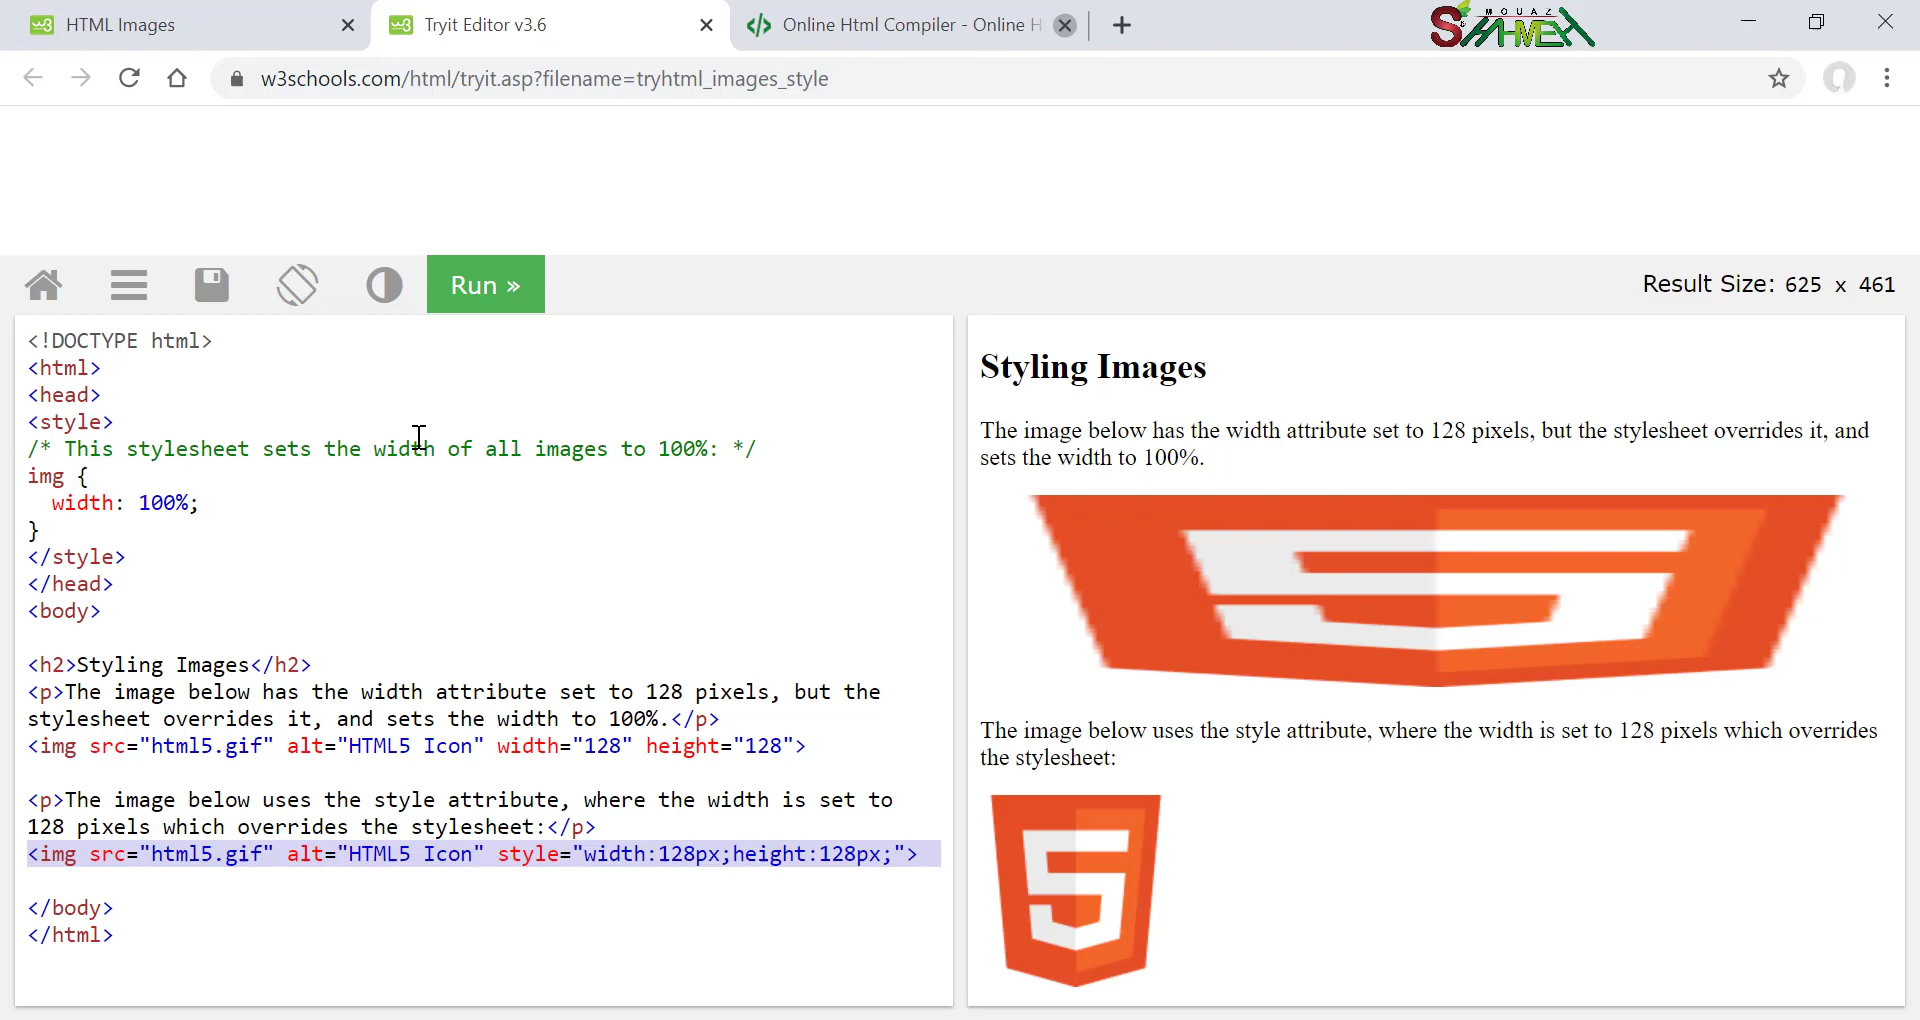 HTML Images
Tryit Editor v3.6
Online Html Compiler - Online H
MOUAZ
w3schools.com/html/tryit.asp?filename=tryhtml_images_style
Run »
Result Size: 625 x 461
<!DOCTYPE html>
<html>
<head>
<style>
/* This stylesheet sets the width of all images to 100%: */
img {
width: 100%;
}
</style>
</head>
<body>
<h2>Styling Images</h2>
<p>The image below has the width attribute set to 128 pixels, but the
stylesheet overrides it, and sets the width to 100%.</p>
<img src="html5.gif" alt="HTML5 Icon" width="128" height="128">
<p>The image below uses the style attribute, where the width is set to
128 pixels which overrides the stylesheet:</p>
<img src="html5.gif" alt="HTML5 Icon" style="width:128px;height:128px;">
</body>
</html>
Styling Images
The image below has the width attribute set to 128 pixels, but the stylesheet overrides it, and
sets the width to 100%.
5
The image below uses the style attribute, where the width is set to 128 pixels which overrides
the stylesheet:
5